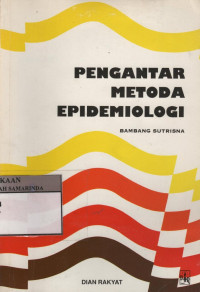 PENGANTAR
METODA
EPIDEMIOLOGI
BAMBANG SUTRISNA
KAAN
AH SAMARINDA
DIAN RAKYAT